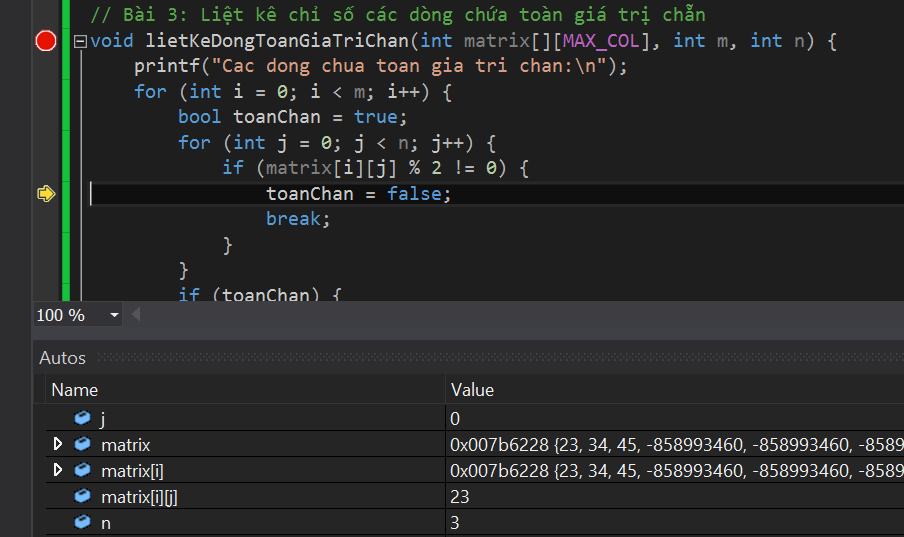 // Bài 3: Liệt kê chỉ số các dòng chứa toàn giá trị chẵn
void lietKeDongToanGiaTriChan(int matrix[][MAX_COL], int m, int n) {
printf("Cac dong chua toan gia tri chan:\n");
for (int i = 0; i < m; i++) {
bool toanChan = true;
for (int j = 0; j < n; j++) {
if (matrix[i][j] % 2 != 0) {
toanChan = false;
break;
}
}
if (toanChan) {
100 %
Autos
Name Value
j 0
matrix 0x007b6228 {23, 34, 45, -858993460, -858993460, -8589
matrix[i] 0x007b6228 {23, 34, 45, -858993460, -858993460, -8589
matrix[i][j] 23
n 3